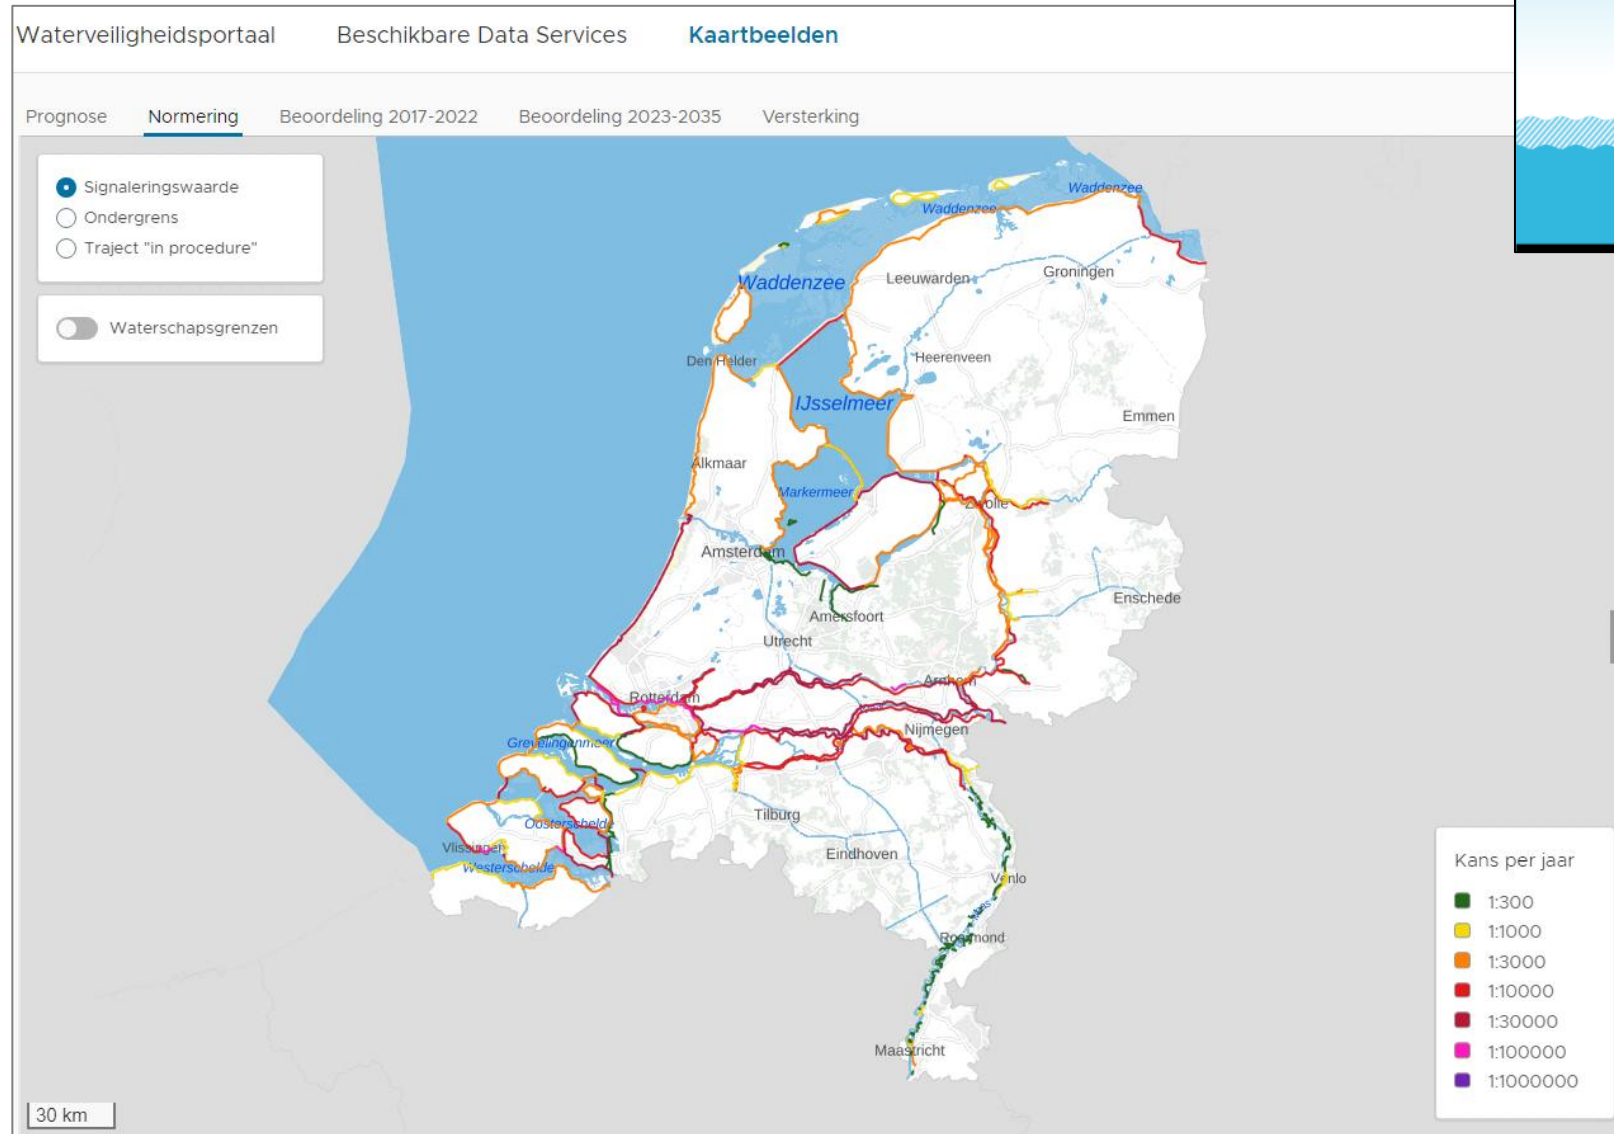 Waterveiligheidsportaal Beschikbare Data Services Kaartbeelden
Prognose Normering Beoordeling 2017-2022 Beoordeling 2023-2035 Versterking
Signaleringswaarde
Ondergrens
Traject "in procedure"
Waterschapsgrenzen
Waddenzee
Waddenzee
Waddenzee
Leeuwarden
Groningen
Den Helder
Heerenveen
IJsselmeer
Emmen
Alkmaar
Markermeer
Zwolle
Amsterdam
Enschede
Amersfoort
Utrecht
Arnhem
Rotterdam
Nijmegen
Grevelingenmeer
Tilburg
Oosterschelde
Vlissingen
Eindhoven
Westerschelde
Venlo
Maas
Roermond
Maastricht
Kans per jaar
1:300
1:1000
1:3000
1:10000
1:30000
1:100000
1:1000000
30 km